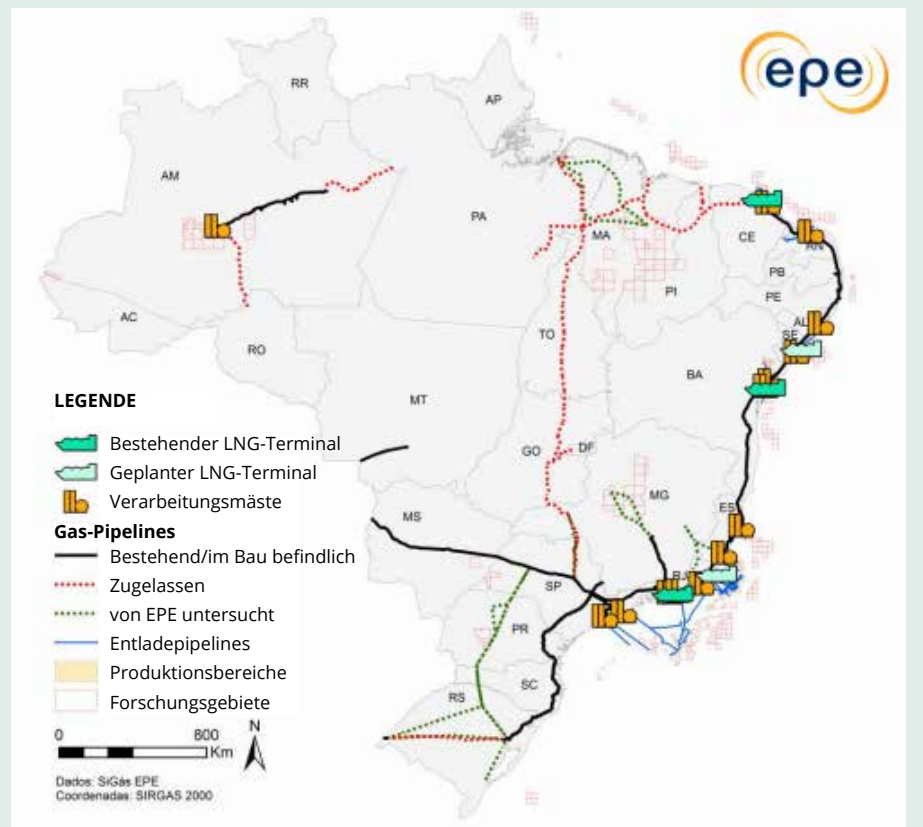 epe
RR
AP
AM
PA
MA
CE
RN
PB
PI
PE
AC
AL
SE
TO
RO
BA
MT
LEGENDE
Bestehender LNG-Terminal
GO
DF
Geplanter LNG-Terminal
MG
Verarbeitungsmäste
MS
ES
Gas-Pipelines
Bestehend/im Bau befindlich
RJ
Zugelassen
SP
von EPE untersucht
PR
Entladepipelines
Produktionsbereiche
SC
RS
Forschungsgebiete
0 800
Km
N
Dados: SiGás EPE
Coordenadas: SIRGAS 2000